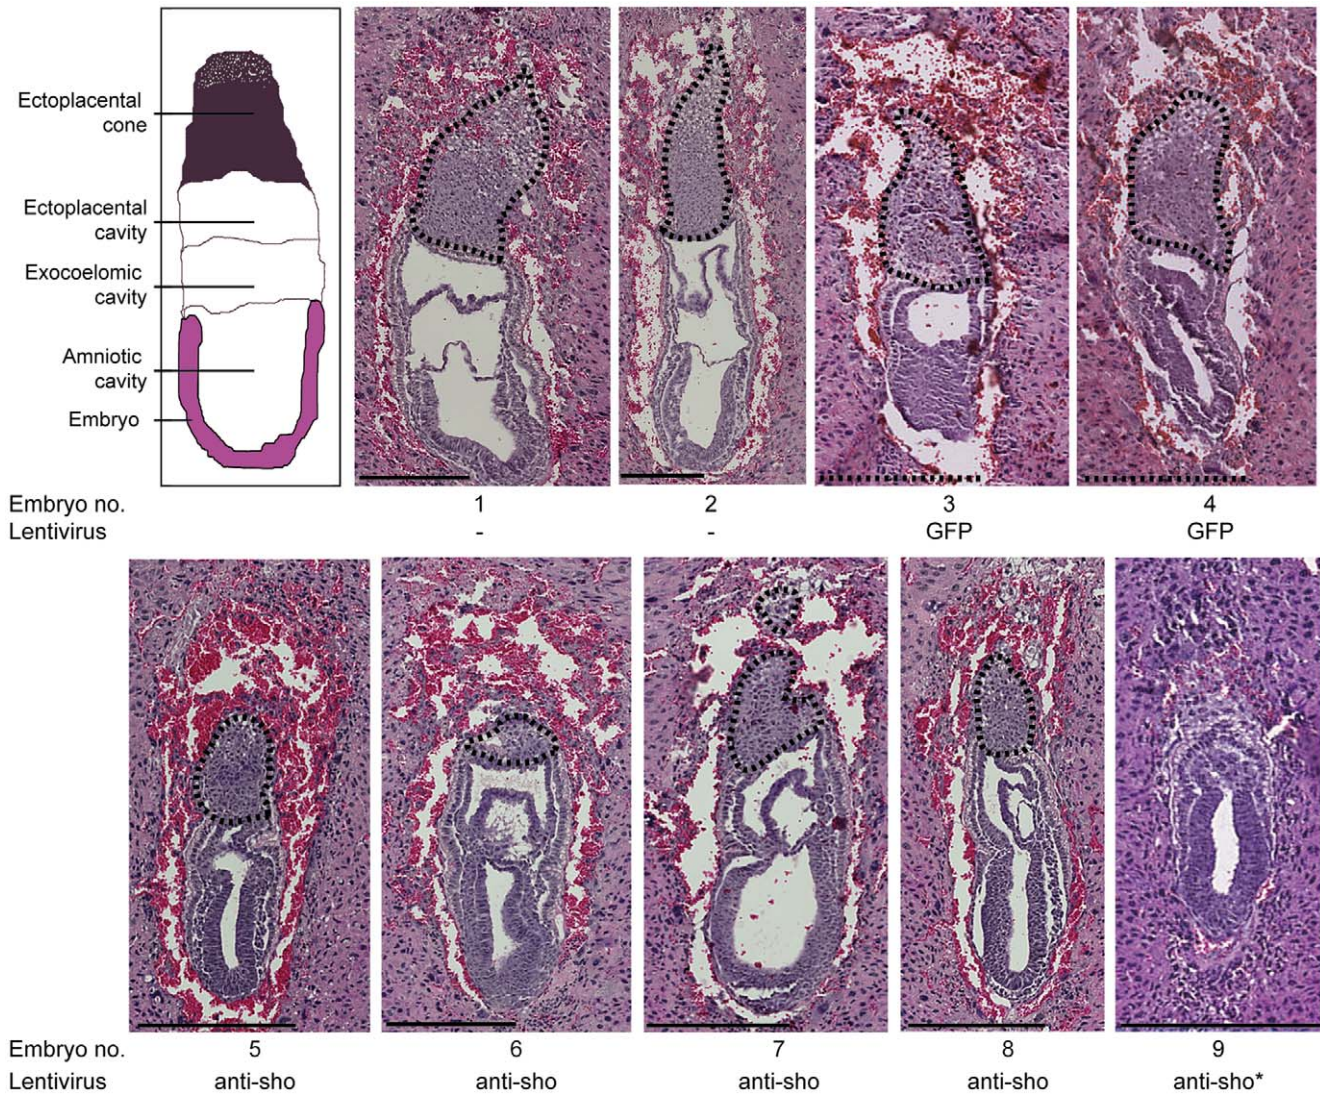 Ectoplacental
cone
Ectoplacental
cavity
Exocoelomic
cavity
Amniotic
cavity
Embryo
Embryo no. 1 2 3 4
Lentivirus - - GFP GFP
Embryo no. 5 6 7 8 9
Lentivirus anti-sho anti-sho anti-sho anti-sho anti-sho*